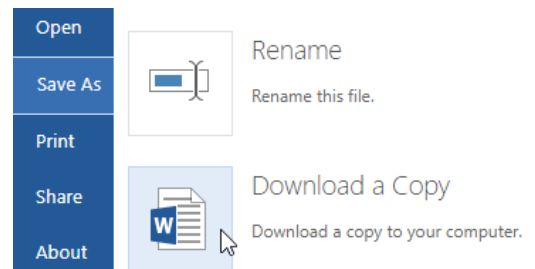 Open
Save As
Print
Share
About
Rename
Rename this file.
W
Download a Copy
Download a copy to your computer.